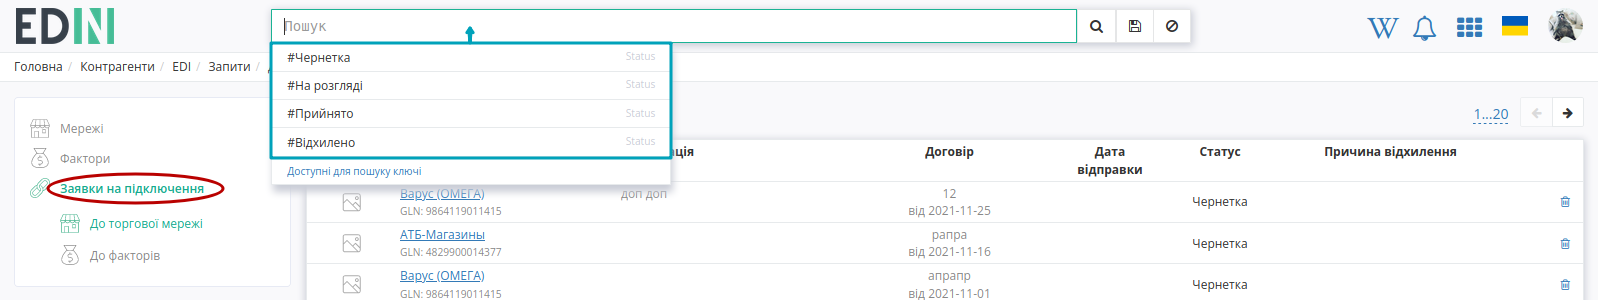 EDIN
Пошук
#Чернетка Status
#На розгляді Status
#Прийнято Status
#Відхилено Status
Доступні для пошуку ключі
Головна / Контрагенти / EDI / Запити /
Мережі
Фактори
Заявки на підключення
До торгової мережі
До факторів
1...20
ція Договір Дата відправки Статус Причина відхилення
Варус (ОМЕГА) доп доп 12 Чернетка
GLN: 9864119011415 від 2021-11-25
АТБ-Магазины рапра Чернетка
GLN: 4829900014377 від 2021-11-16
Варус (ОМЕГА) апрапр Чернетка
GLN: 9864119011415 від 2021-11-01